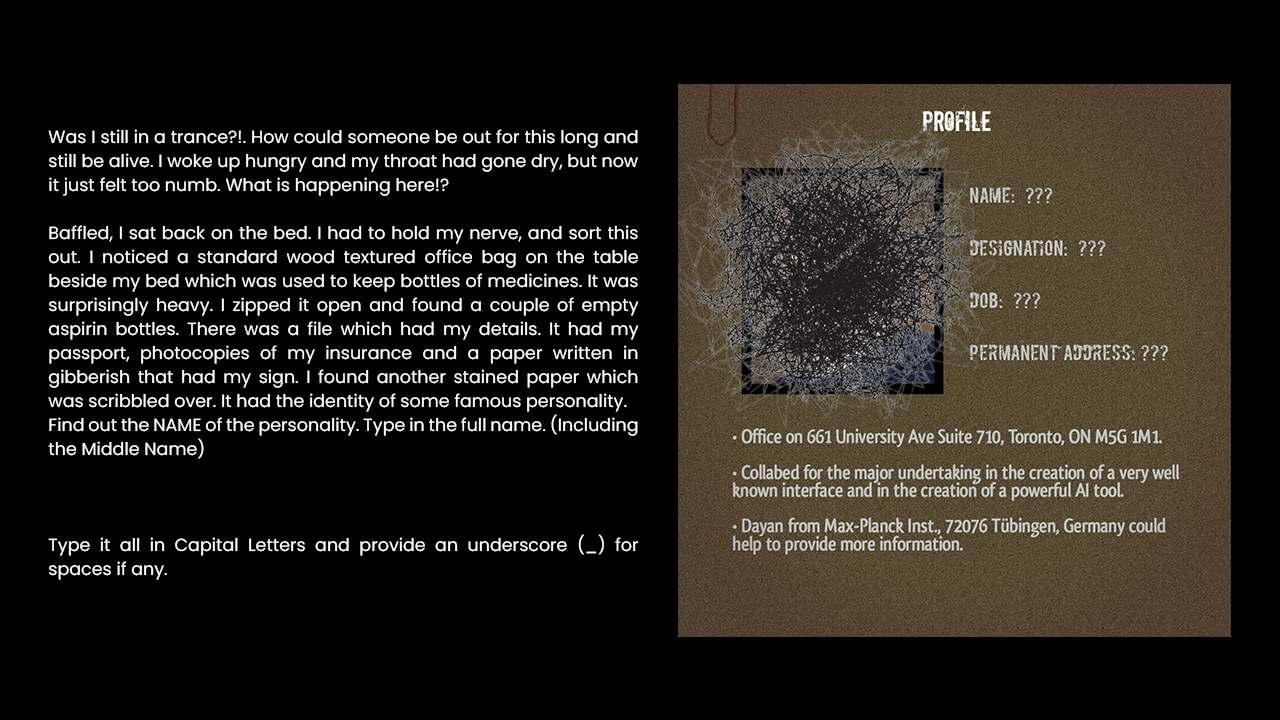 Was I still in a trance?!. How could someone be out for this long and
still be alive. I woke up hungry and my throat had gone dry, but now
it just felt too numb. What is happening here!?
Baffled, I sat back on the bed. I had to hold my nerve, and sort this
out. I noticed a standard wood textured office bag on the table
beside my bed which was used to keep bottles of medicines. It was
surprisingly heavy. I zipped it open and found a couple of empty
aspirin bottles. There was a file which had my details. It had my
passport, photocopies of my insurance and a paper written in
gibberish that had my sign. I found another stained paper which
was scribbled over. It had the identity of some famous personality.
Find out the NAME of the personality. Type in the full name. (Including
the Middle Name)
Type it all in Capital Letters and provide an underscore (_) for
spaces if any.
PROFILE
NAME: ???
DESIGNATION: ???
DOB: ???
PERMANENT ADDRESS: ???
• Office on 661 University Ave Suite 710, Toronto, ON M5G 1M1.
• Collabed for the major undertaking in the creation of a very well
known interface and in the creation of a powerful AI tool.
• Dayan from Max-Planck Inst., 72076 Tübingen, Germany could
help to provide more information.